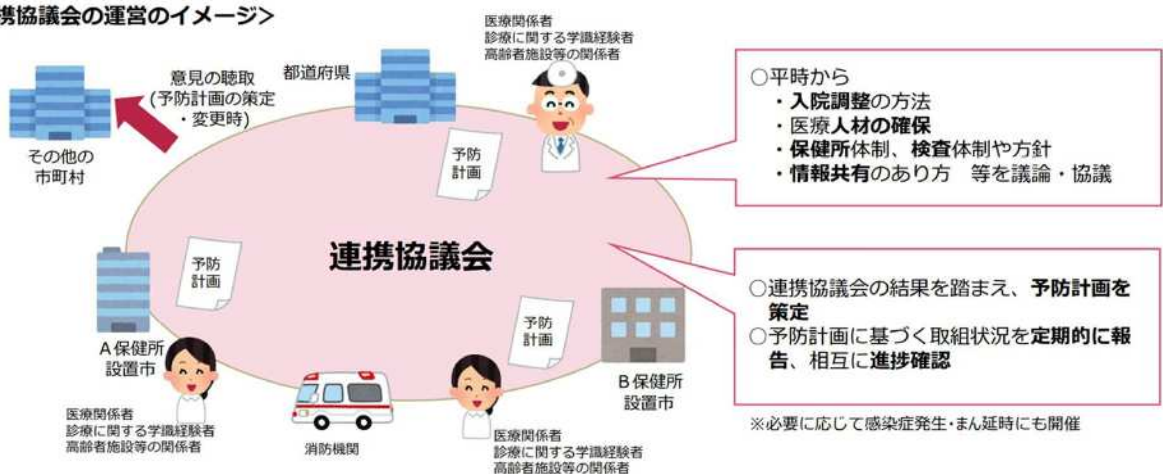 携協議会の運営のイメージ>
医療関係者
診療に関する学識経験者
高齢者施設等の関係者
都道府県
意見の聴取
(予防計画の策定
・変更時)
その他の
市町村
予防
計画
○平時から
・入院調整の方法
・医療人材の確保
・保健所体制、検査体制や方針
・情報共有のあり方 等を議論・協議
連携協議会
予防
計画
予防
計画
○連携協議会の結果を踏まえ、予防計画を
策定
○予防計画に基づく取組状況を定期的に報
告、相互に進捗確認
※必要に応じて感染症発生・まん延時にも開催
A保健所
設置市
医療関係者
診療に関する学識経験者
高齢者施設等の関係者
消防機関
B保健所
設置市
医療関係者
診療に関する学識経験者
高齢者施設等の関係者